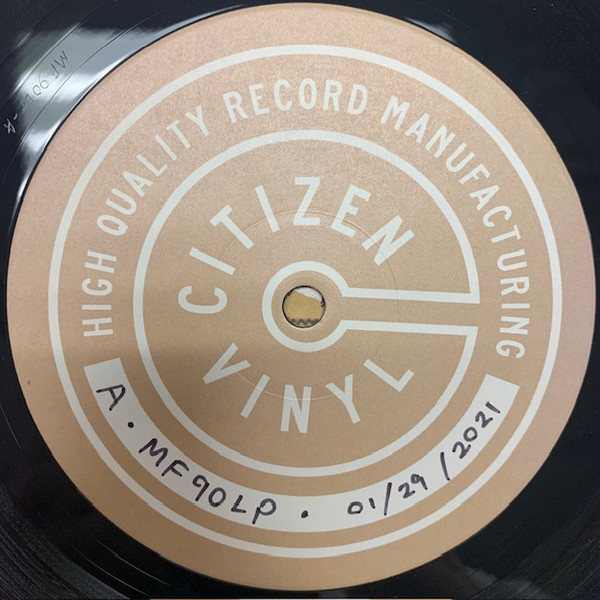 HIGH QUALITY RECORD MANUFACTURING
CITIZEN
VINYL
A . MF90LP . 01/29/2021